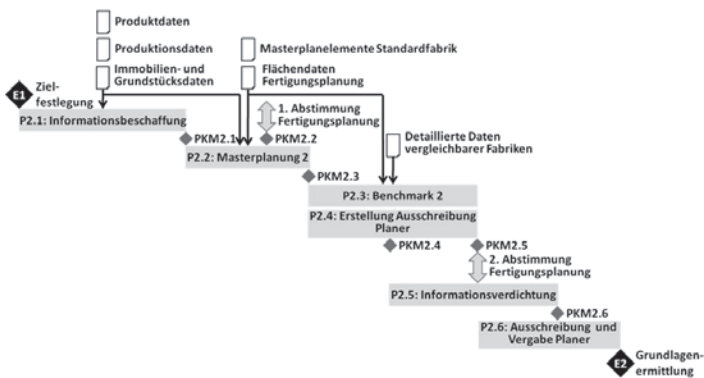 Produktdaten
Produktionsdaten
Masterplanelemente Standardfabrik
Immobilien- und
Grundstücksdaten
Flächendaten
Fertigungsplanung
E1
Ziel-
festlegung
P2.1: Informationsbeschaffung
1. Abstimmung
Fertigungsplanung
PKM2.1
PKM2.2
Detaillierte Daten
vergleichbarer Fabriken
P2.2: Masterplanung 2
PKM2.3
P2.3: Benchmark 2
P2.4: Erstellung Ausschreibung
Planer
PKM2.4
PKM2.5
2. Abstimmung
Fertigungsplanung
P2.5: Informationsverdichtung
PKM2.6
P2.6: Ausschreibung und
Vergabe Planer
E2
Grundlagen-
ermittlung